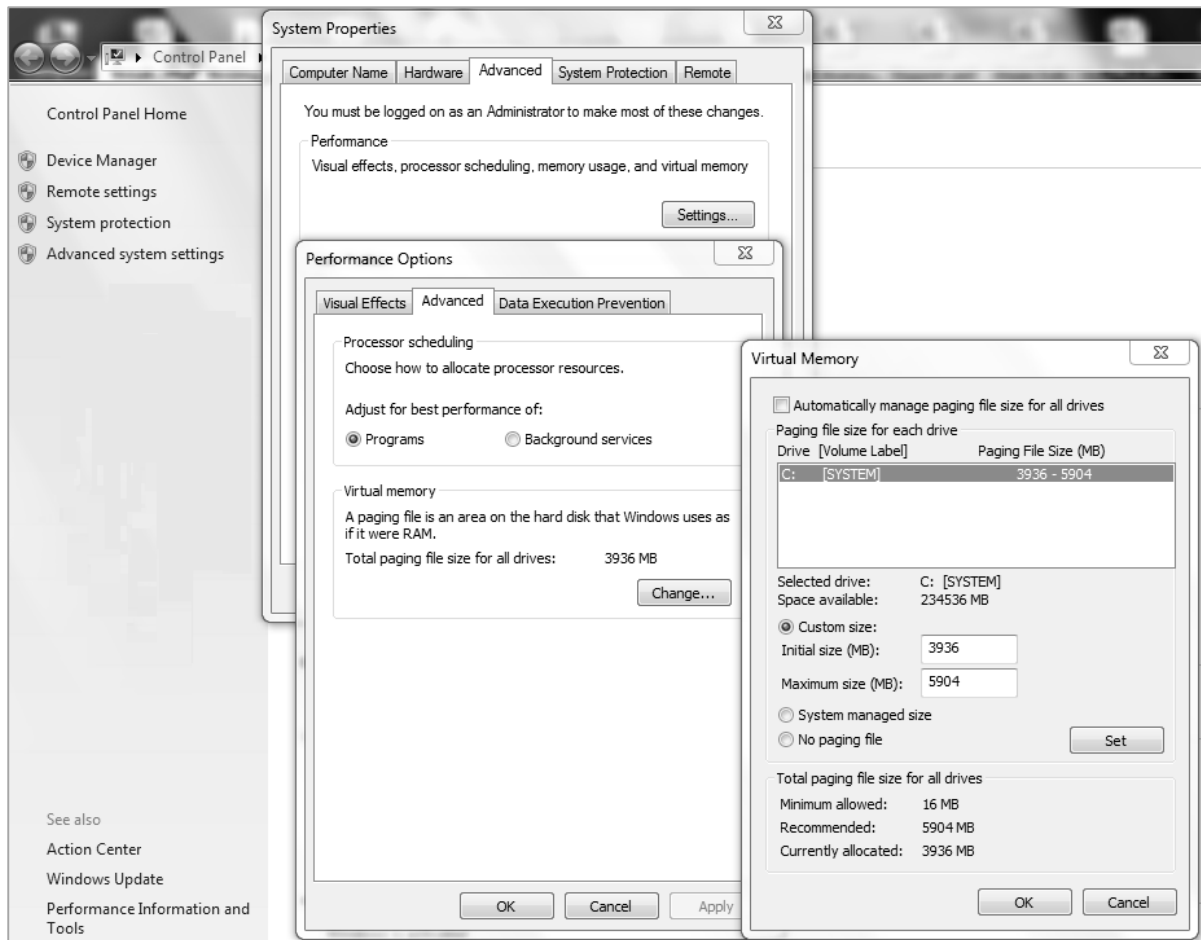 Control Panel
Control Panel Home
Device Manager
Remote settings
System protection
Advanced system settings
See also
Action Center
Windows Update
Performance Information and
Tools
System Properties
Computer Name
Hardware
Advanced
System Protection
Remote
You must be logged on as an Administrator to make most of these changes.
Performance
Visual effects, processor scheduling, memory usage, and virtual memory
Settings...
Performance Options
Visual Effects
Advanced
Data Execution Prevention
Processor scheduling
Choose how to allocate processor resources.
Adjust for best performance of:
Programs
Background services
Virtual memory
A paging file is an area on the hard disk that Windows uses as
if it were RAM.
Total paging file size for all drives: 3936 MB
Change...
OK
Cancel
Apply
Virtual Memory
Automatically manage paging file size for all drives
Paging file size for each drive
Drive [Volume Label] Paging File Size (MB)
C: [SYSTEM] 3936 - 5904
Selected drive: C: [SYSTEM]
Space available: 234536 MB
Custom size:
Initial size (MB): 3936
Maximum size (MB): 5904
System managed size
No paging file
Set
Total paging file size for all drives
Minimum allowed: 16 MB
Recommended: 5904 MB
Currently allocated: 3936 MB
OK
Cancel